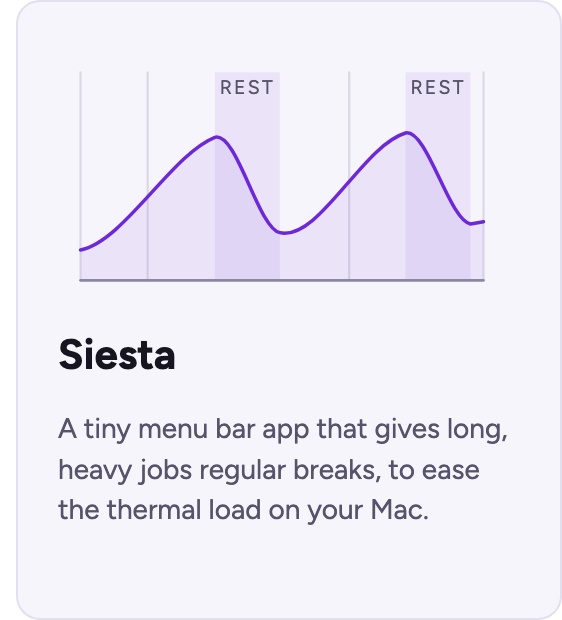 REST REST
Siesta
A tiny menu bar app that gives long,
heavy jobs regular breaks, to ease
the thermal load on your Mac.